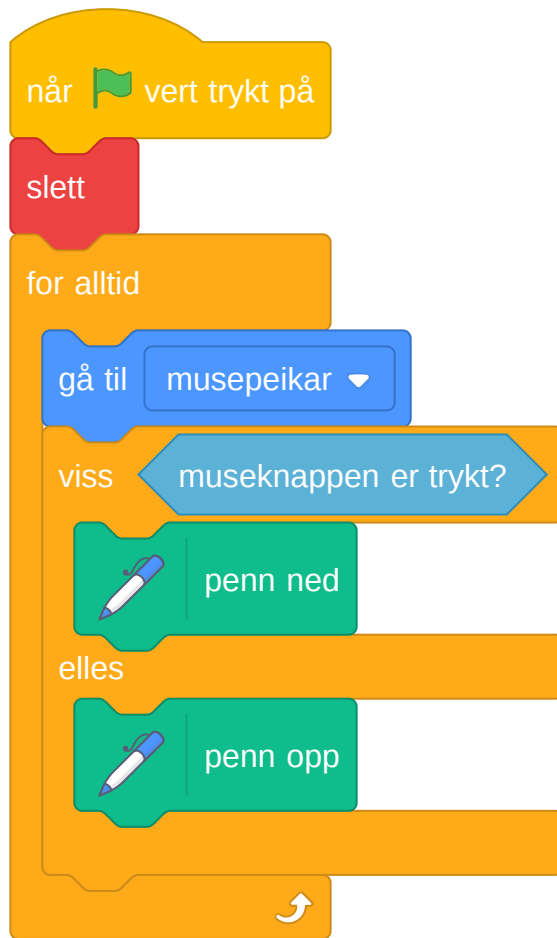 når vert trykt på
slett
for alltid
gå til musepeikar
viss museknappen er trykt?
penn ned
elles
penn opp